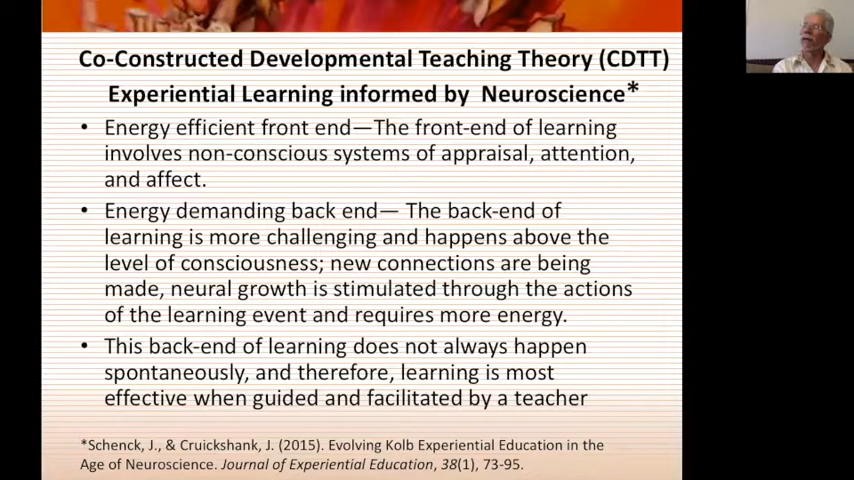 Co-Constructed Developmental Teaching Theory (CDTT)
Experiential Learning informed by Neuroscience*
• Energy efficient front end—The front-end of learning
involves non-conscious systems of appraisal, attention,
and affect.
• Energy demanding back end— The back-end of
learning is more challenging and happens above the
level of consciousness; new connections are being
made, neural growth is stimulated through the actions
of the learning event and requires more energy.
• This back-end of learning does not always happen
spontaneously, and therefore, learning is most
effective when guided and facilitated by a teacher
*Schenck, J., & Cruickshank, J. (2015). Evolving Kolb Experiential Education in the
Age of Neuroscience. Journal of Experiential Education, 38(1), 73-95.